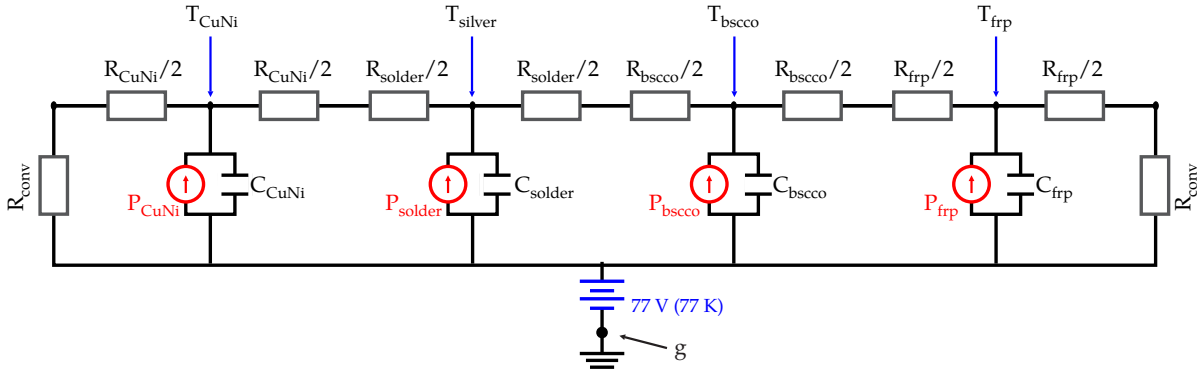 T_CuNi
T_silver
T_bscco
T_frp
R_CuNi/2
R_CuNi/2
R_solder/2
R_solder/2
R_bscco/2
R_bscco/2
R_frp/2
R_frp/2
R_conv
P_CuNi
C_CuNi
P_solder
C_solder
P_bscco
C_bscco
P_frp
C_frp
R_conv
77 V (77 K)
g